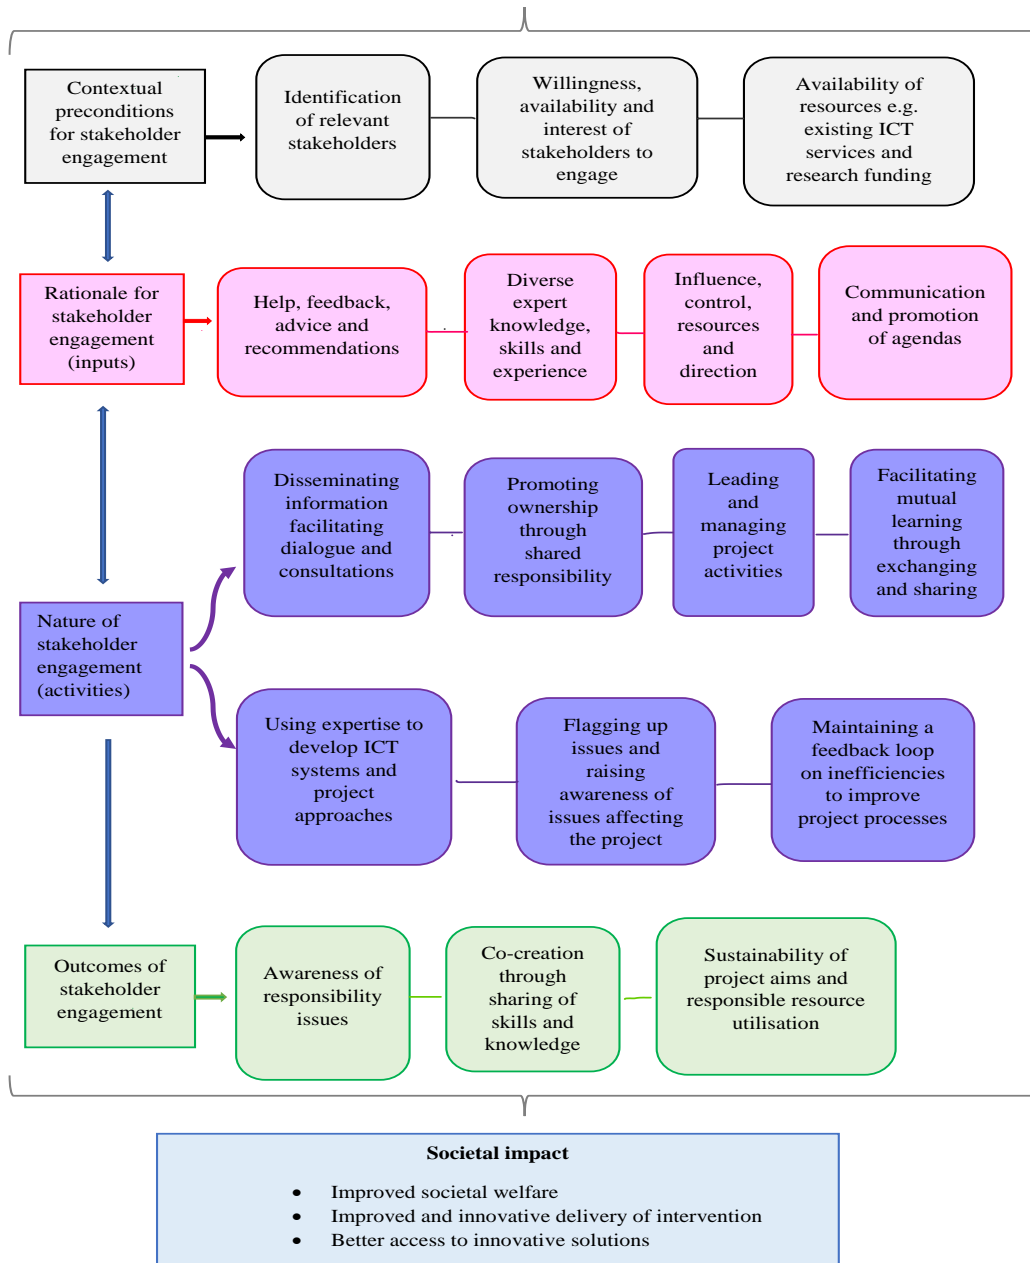 Contextual
preconditions
for stakeholder
engagement
Identification
of relevant
stakeholders
Willingness,
availability and
interest of
stakeholders to
engage
Availability of
resources e.g.
existing ICT
services and
research funding
Rationale for
stakeholder
engagement
(inputs)
Help, feedback,
advice and
recommendations
Diverse
expert
knowledge,
skills and
experience
Influence,
control,
resources
and
direction
Communication
and promotion
of agendas
Nature of
stakeholder
engagement
(activities)
Disseminating
information
facilitating
dialogue and
consultations
Promoting
ownership
through
shared
responsibility
Leading
and
managing
project
activities
Facilitating
mutual
learning
through
exchanging
and sharing
Using expertise to
develop ICT
systems and
project
approaches
Flagging up
issues and
raising
awareness of
issues affecting
the project
Maintaining a
feedback loop
on inefficiencies
to improve
project processes
Outcomes of
stakeholder
engagement
Awareness of
responsibility
issues
Co-creation
through
sharing of
skills and
knowledge
Sustainability of
project aims and
responsible resource
utilisation
Societal impact
• Improved societal welfare
• Improved and innovative delivery of intervention
• Better access to innovative solutions